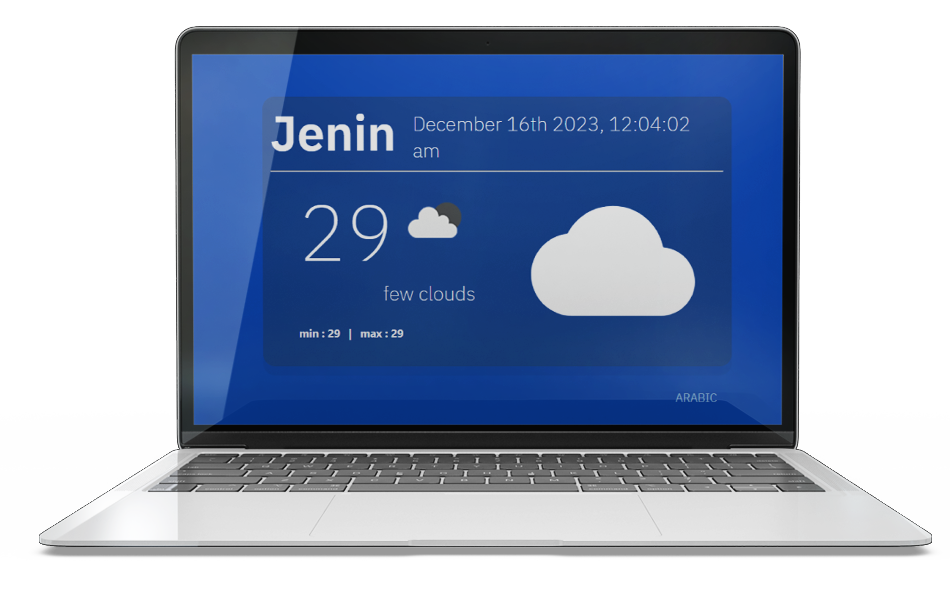 Jenin
December 16th 2023, 12:04:02
am
29
few clouds
min : 29 | max : 29
ARABIC